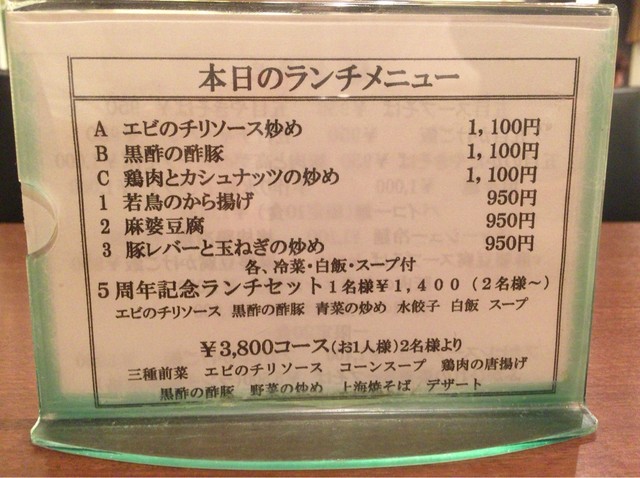 本日のランチメニュー
A エビのチリソース炒め 1,100円
B 黒酢の酢豚 1,100円
C 鶏肉とカシュナッツの炒め 1,100円
1 若鳥のから揚げ 950円
2 麻婆豆腐 950円
3 豚レバーと玉ねぎの炒め 950円
各、冷菜・白飯・スープ付
5周年記念ランチセット 1名様¥1,400(2名様~)
エビのチリソース 黒酢の酢豚 青菜の炒め 水餃子 白飯 スープ
¥3,800コース(お1人様)2名様より
三種前菜 エビのチリソース コーンスープ 鶏肉の唐揚げ
黒酢の酢豚 野菜の炒め 上海焼そば デザート